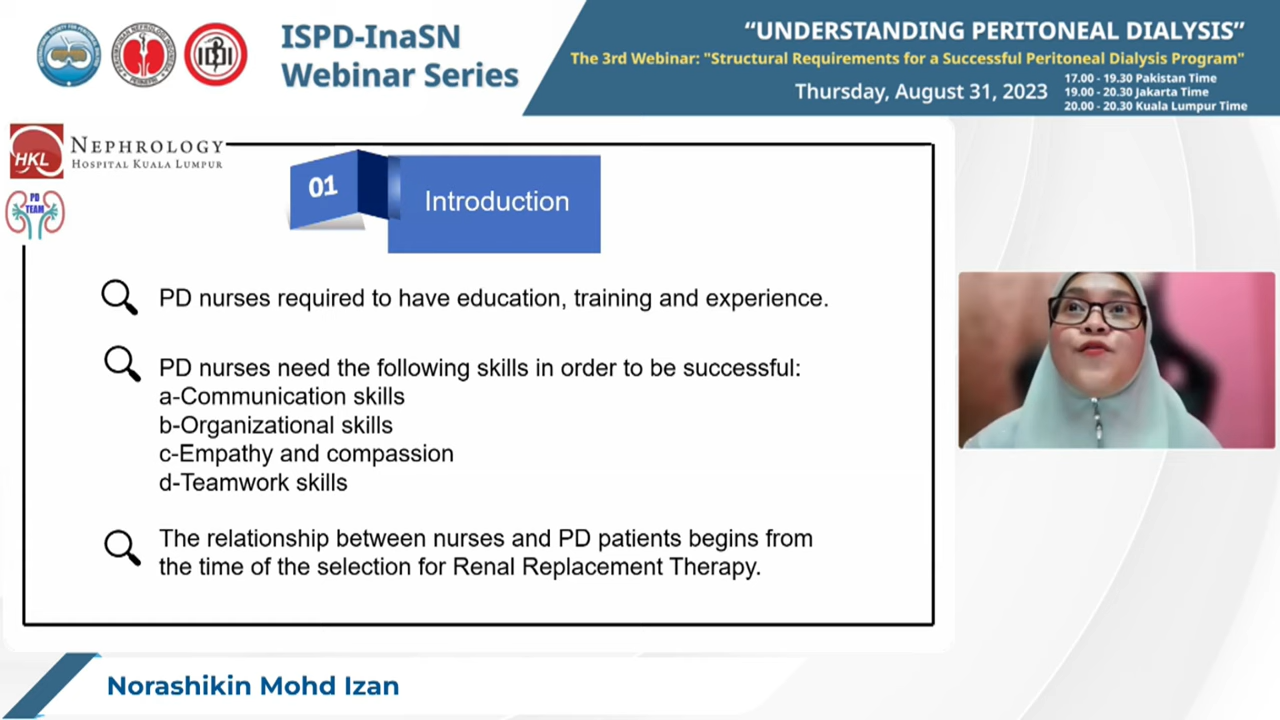 ISPD-InaSN
Webinar Series
“UNDERSTANDING PERITONEAL DIALYSIS”
The 3rd Webinar: "Structural Requirements for a Successful Peritoneal Dialysis Program"
Thursday, August 31, 2023
17.00 - 19.30 Pakistan Time
19.00 - 20.30 Jakarta Time
20.00 - 20.30 Kuala Lumpur Time
HKL
NEPHROLOGY
HOSPITAL KUALA LUMPUR
PD
TEAM
01
Introduction
PD nurses required to have education, training and experience.
PD nurses need the following skills in order to be successful:
a-Communication skills
b-Organizational skills
c-Empathy and compassion
d-Teamwork skills
The relationship between nurses and PD patients begins from
the time of the selection for Renal Replacement Therapy.
Norashikin Mohd Izan